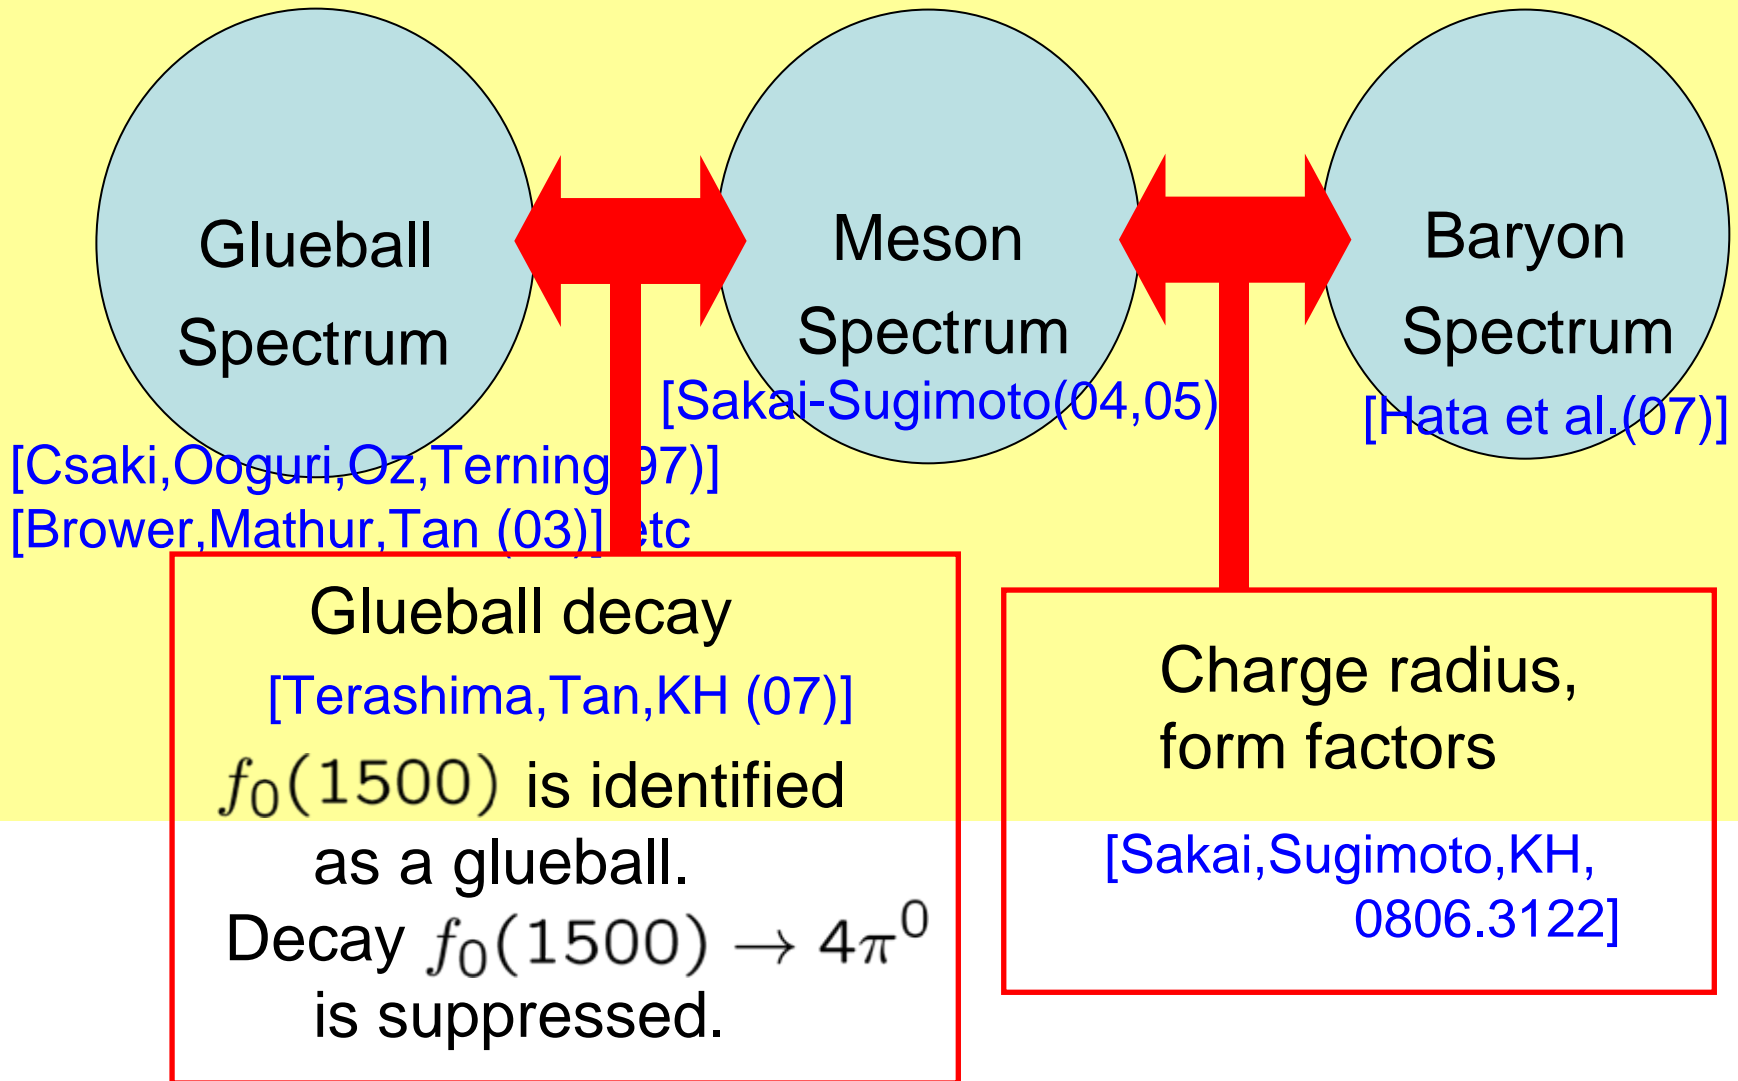 Glueball
Spectrum
[Csaki,Ooguri,Oz,Terning 97)]
[Brower,Mathur,Tan (03)] etc
Meson
Spectrum
[Sakai-Sugimoto(04,05)
Baryon
Spectrum
[Hata et al.(07)]
Glueball decay
[Terashima,Tan,KH (07)]
f₀(1500) is identified
as a glueball.
Decay f₀(1500) → 4π⁰
is suppressed.
Charge radius,
form factors
[Sakai,Sugimoto,KH,
0806.3122]